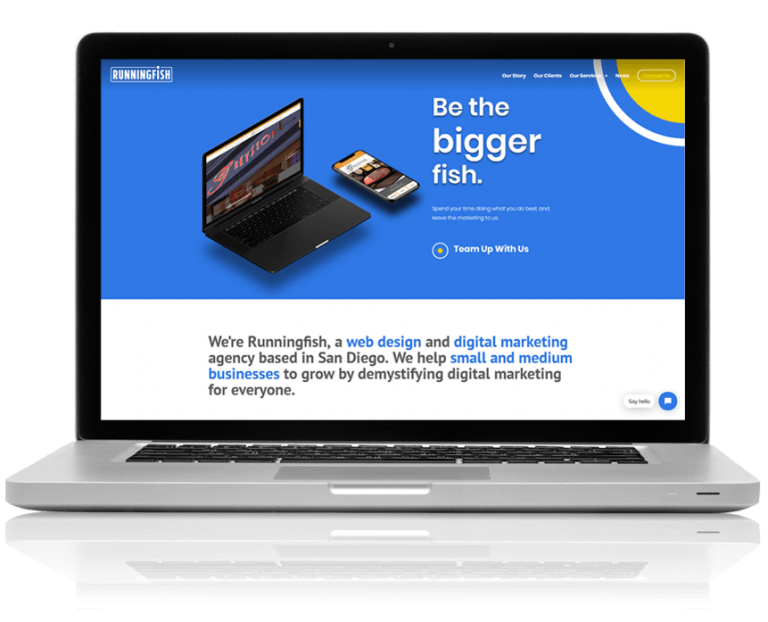 RUNNINGFISH
Our Story Our Clients Our Services News Contact Us
Be the
bigger
fish.
Spend your time doing what you do best, and
leave the marketing to us.
Team Up With Us
We're Runningfish, a web design and digital marketing
agency based in San Diego. We help small and medium
businesses to grow by demystifying digital marketing
for everyone.
Say hello